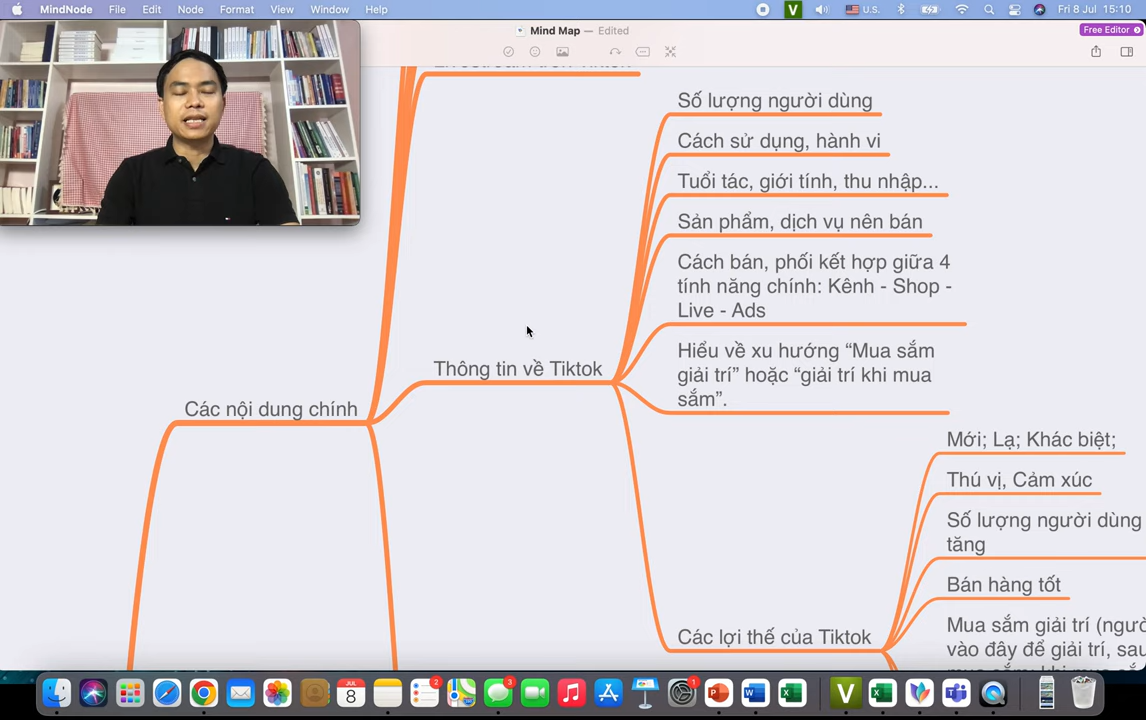 MindNode File Edit Node Format View Window Help
V U.S. Fri 8 Jul 15:10
Mind Map — Edited
Free Editor
Số lượng người dùng
Cách sử dụng, hành vi
Tuổi tác, giới tính, thu nhập...
Sản phẩm, dịch vụ nên bán
Cách bán, phối kết hợp giữa 4
tính năng chính: Kênh - Shop -
Live - Ads
Hiểu về xu hướng “Mua sắm
giải trí” hoặc “giải trí khi mua
sắm”.
Thông tin về Tiktok
Các nội dung chính
Mới; Lạ; Khác biệt;
Thú vị, Cảm xúc
Số lượng người dùng
tăng
Bán hàng tốt
Các lợi thế của Tiktok
Mua sắm giải trí
vào đây để giải trí, sau
JUL
8
2
3
1